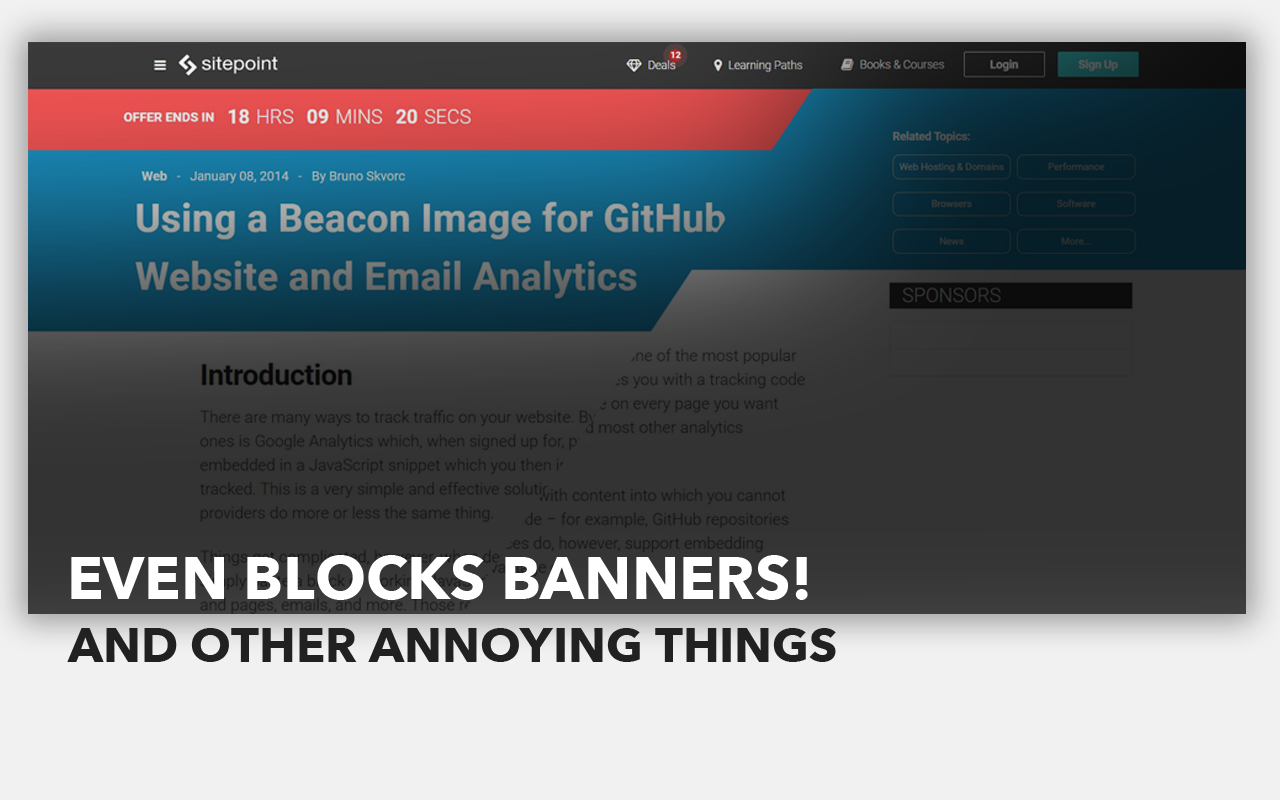 sitepoint
Deals 12
Learning Paths
Books & Courses
Login
Sign Up
OFFER ENDS IN 18 HRS 09 MINS 20 SECS
Web - January 08, 2014 - By Bruno Skvorc
Using a Beacon Image for GitHub
Website and Email Analytics
Related Topics:
Web Hosting & Domains
Performance
Browsers
Software
News
More...
SPONSORS
Introduction
There are many ways to track traffic on your website. By
ones is Google Analytics which, when signed up for, p
embedded in a JavaScript snippet which you then
tracked. This is a very simple and effective
providers do more or less the same thing.
Things get complicated, however, when
and pages, emails, and more. Those
of the most popular
you with a tracking code
on every page you want
most other analytics
with content into which you cannot
– for example, GitHub repositories
do, however, support embedding
EVEN BLOCKS BANNERS!
AND OTHER ANNOYING THINGS